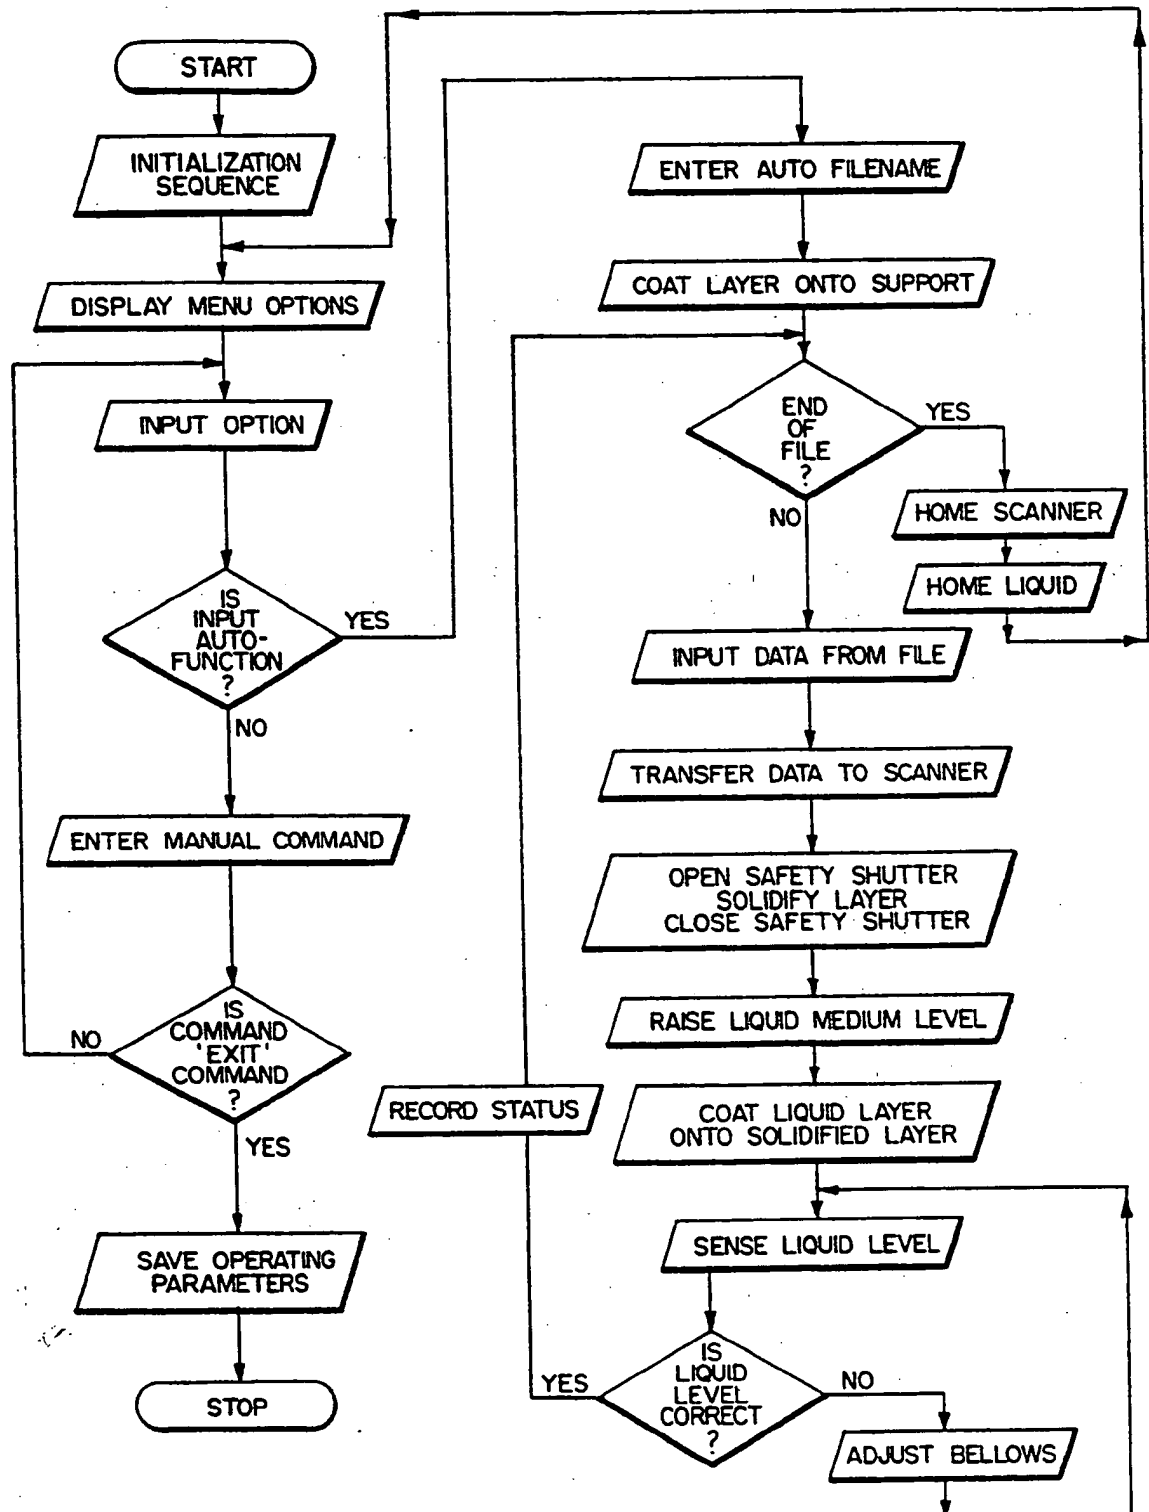 START
INITIALIZATION
SEQUENCE
DISPLAY MENU OPTIONS
INPUT OPTION
IS
INPUT
AUTO-
FUNCTION
?
YES
NO
ENTER MANUAL COMMAND
IS
COMMAND
'EXIT'
COMMAND
?
NO
YES
SAVE OPERATING
PARAMETERS
STOP
ENTER AUTO FILENAME
COAT LAYER ONTO SUPPORT
END
OF
FILE
?
YES
NO
HOME SCANNER
HOME LIQUID
INPUT DATA FROM FILE
TRANSFER DATA TO SCANNER
OPEN SAFETY SHUTTER
SOLIDIFY LAYER
CLOSE SAFETY SHUTTER
RAISE LIQUID MEDIUM LEVEL
COAT LIQUID LAYER
ONTO SOLIDIFIED LAYER
RECORD STATUS
SENSE LIQUID LEVEL
IS
LIQUID
LEVEL
CORRECT
?
YES
NO
ADJUST BELLOWS